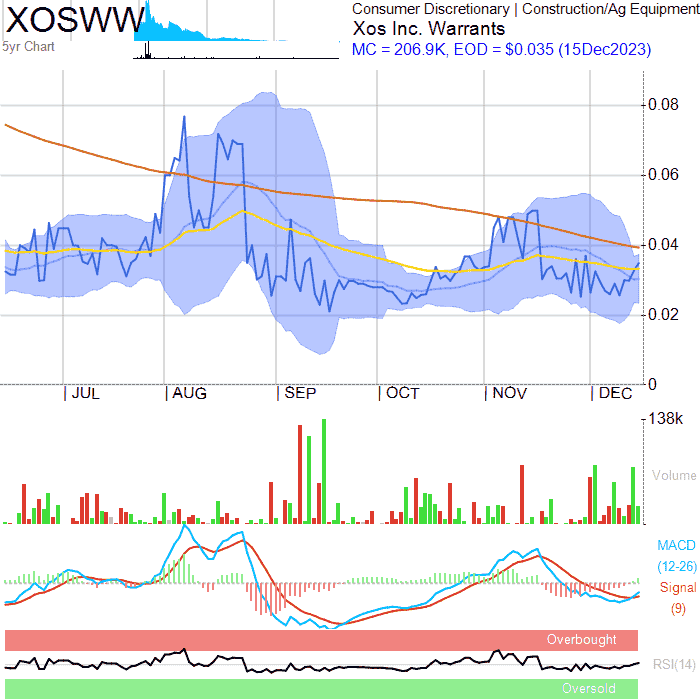 XOSWW
5yr Chart
Consumer Discretionary | Construction/Ag Equipment
Xos Inc. Warrants
MC = 206.9K, EOD = $0.035 (15Dec2023)
0.08
0.06
0.04
0.02
0
JUL AUG SEP OCT NOV DEC
138k
Volume
MACD
(12-26)
Signal
(9)
Overbought
RSI(14)
Oversold